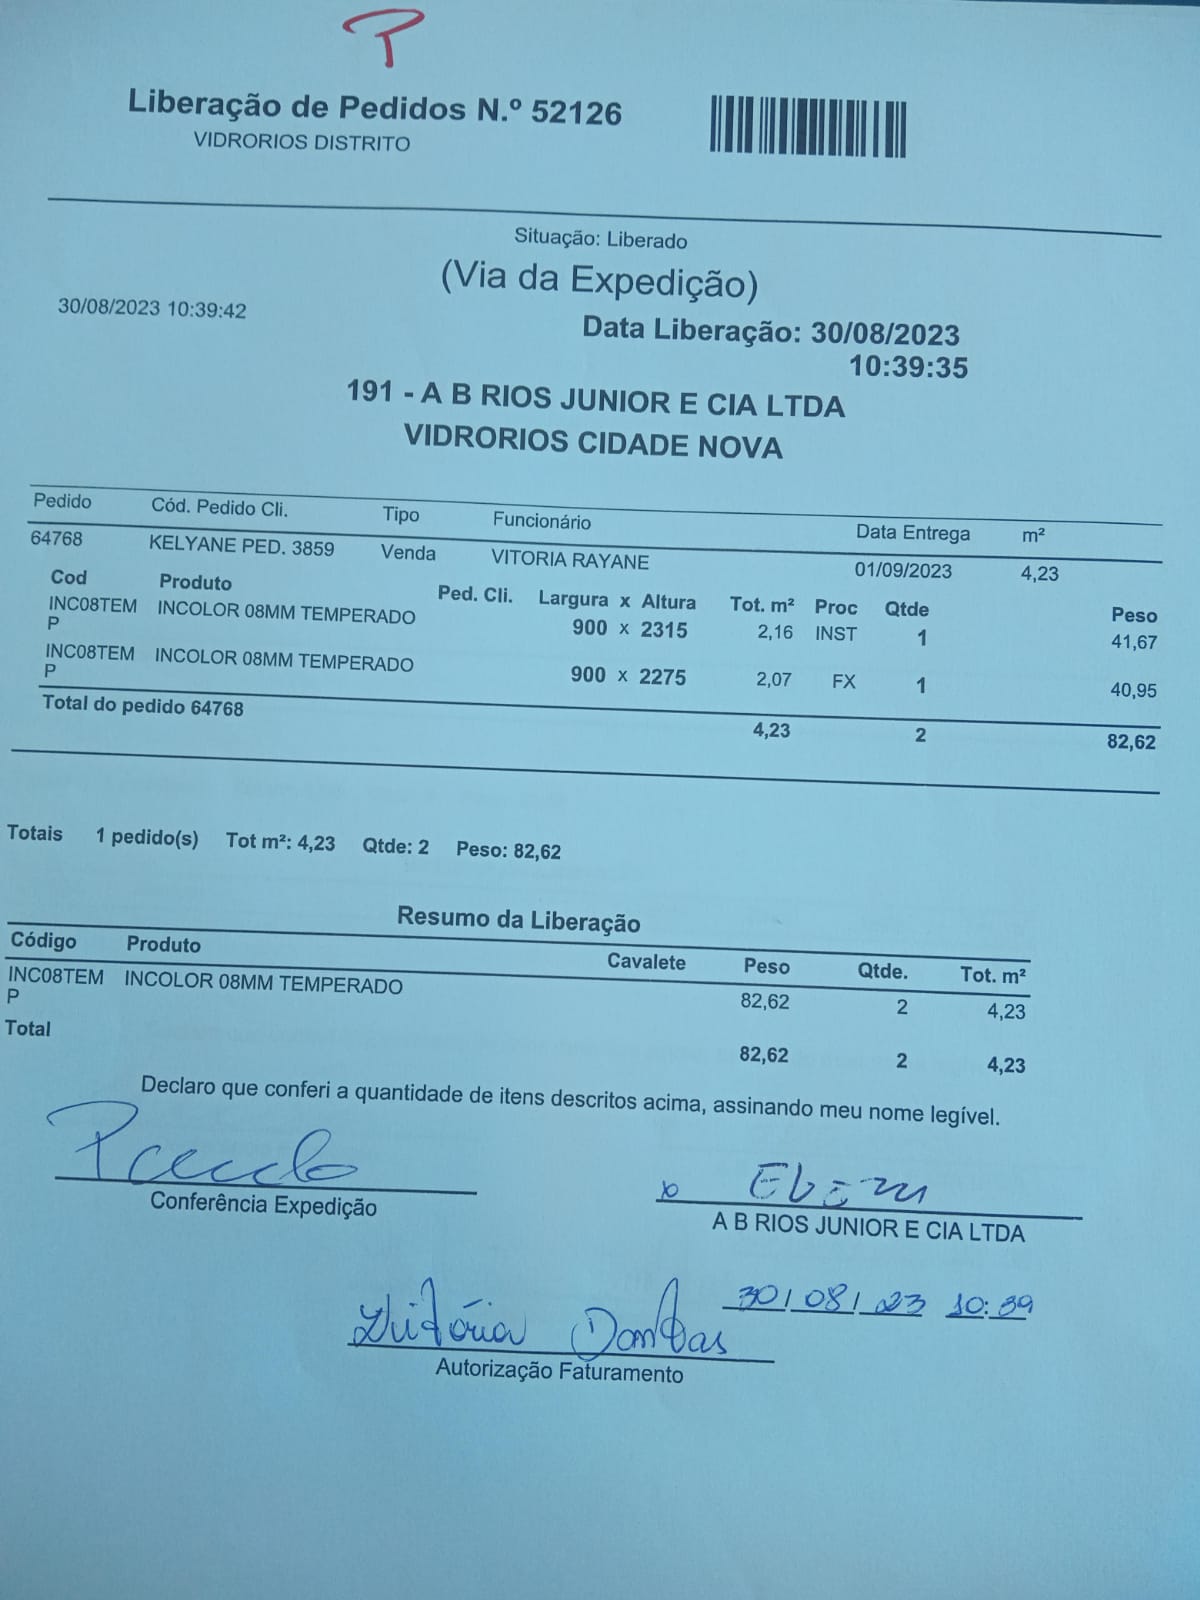 Liberação de Pedidos N.º 52126
VIDRORIOS DISTRITO
Situação: Liberado
(Via da Expedição)
30/08/2023 10:39:42
Data Liberação: 30/08/2023
10:39:35
191 - A B RIOS JUNIOR E CIA LTDA
VIDRORIOS CIDADE NOVA
Pedido Cód. Pedido Cli. Tipo Funcionário Data Entrega m²
64768 KELYANE PED. 3859 Venda VITORIA RAYANE 01/09/2023 4,23
Cod Produto Ped. Cli. Largura x Altura Tot. m² Proc Qtde Peso
INC08TEM INCOLOR 08MM TEMPERADO 900 x 2315 2,16 INST 1 41,67
P
INC08TEM INCOLOR 08MM TEMPERADO 900 x 2275 2,07 FX 1 40,95
P
Total do pedido 64768 4,23 2 82,62
Totais 1 pedido(s) Tot m²: 4,23 Qtde: 2 Peso: 82,62
Resumo da Liberação
Código Produto Cavalete Peso Qtde. Tot. m²
INC08TEM INCOLOR 08MM TEMPERADO 82,62 2 4,23
P
Total 82,62 2 4,23
Declaro que conferi a quantidade de itens descritos acima, assinando meu nome legível.
Conferência Expedição
A B RIOS JUNIOR E CIA LTDA
30/08/23 10:39
Vitória Dantas
Autorização Faturamento